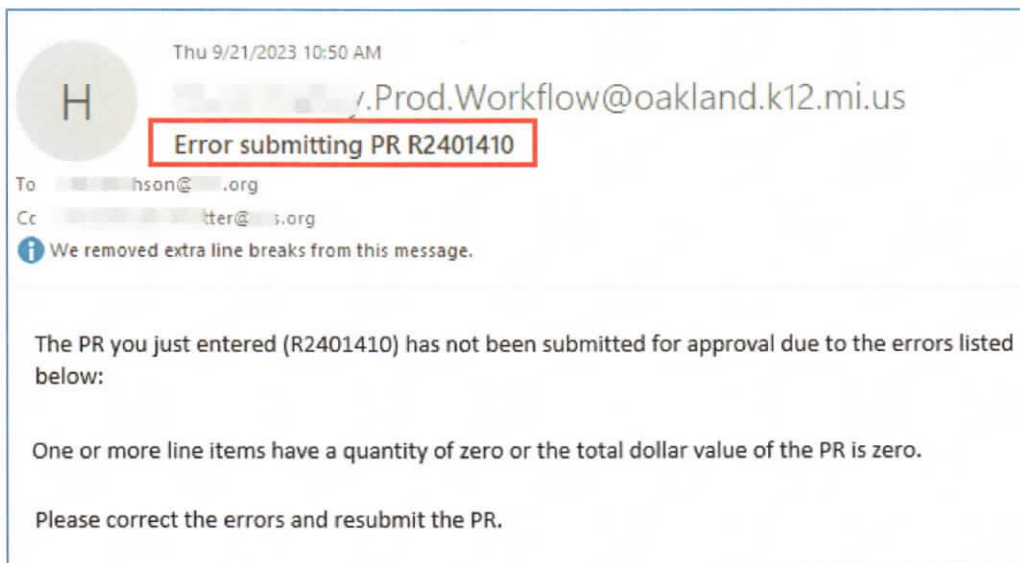 Thu 9/21/2023 10:50 AM
H
y.Prod.Workflow@oakland.k12.mi.us
Error submitting PR R2401410
To hson@ .org
Cc tter@ s.org
i We removed extra line breaks from this message.
The PR you just entered (R2401410) has not been submitted for approval due to the errors listed
below:
One or more line items have a quantity of zero or the total dollar value of the PR is zero.
Please correct the errors and resubmit the PR.